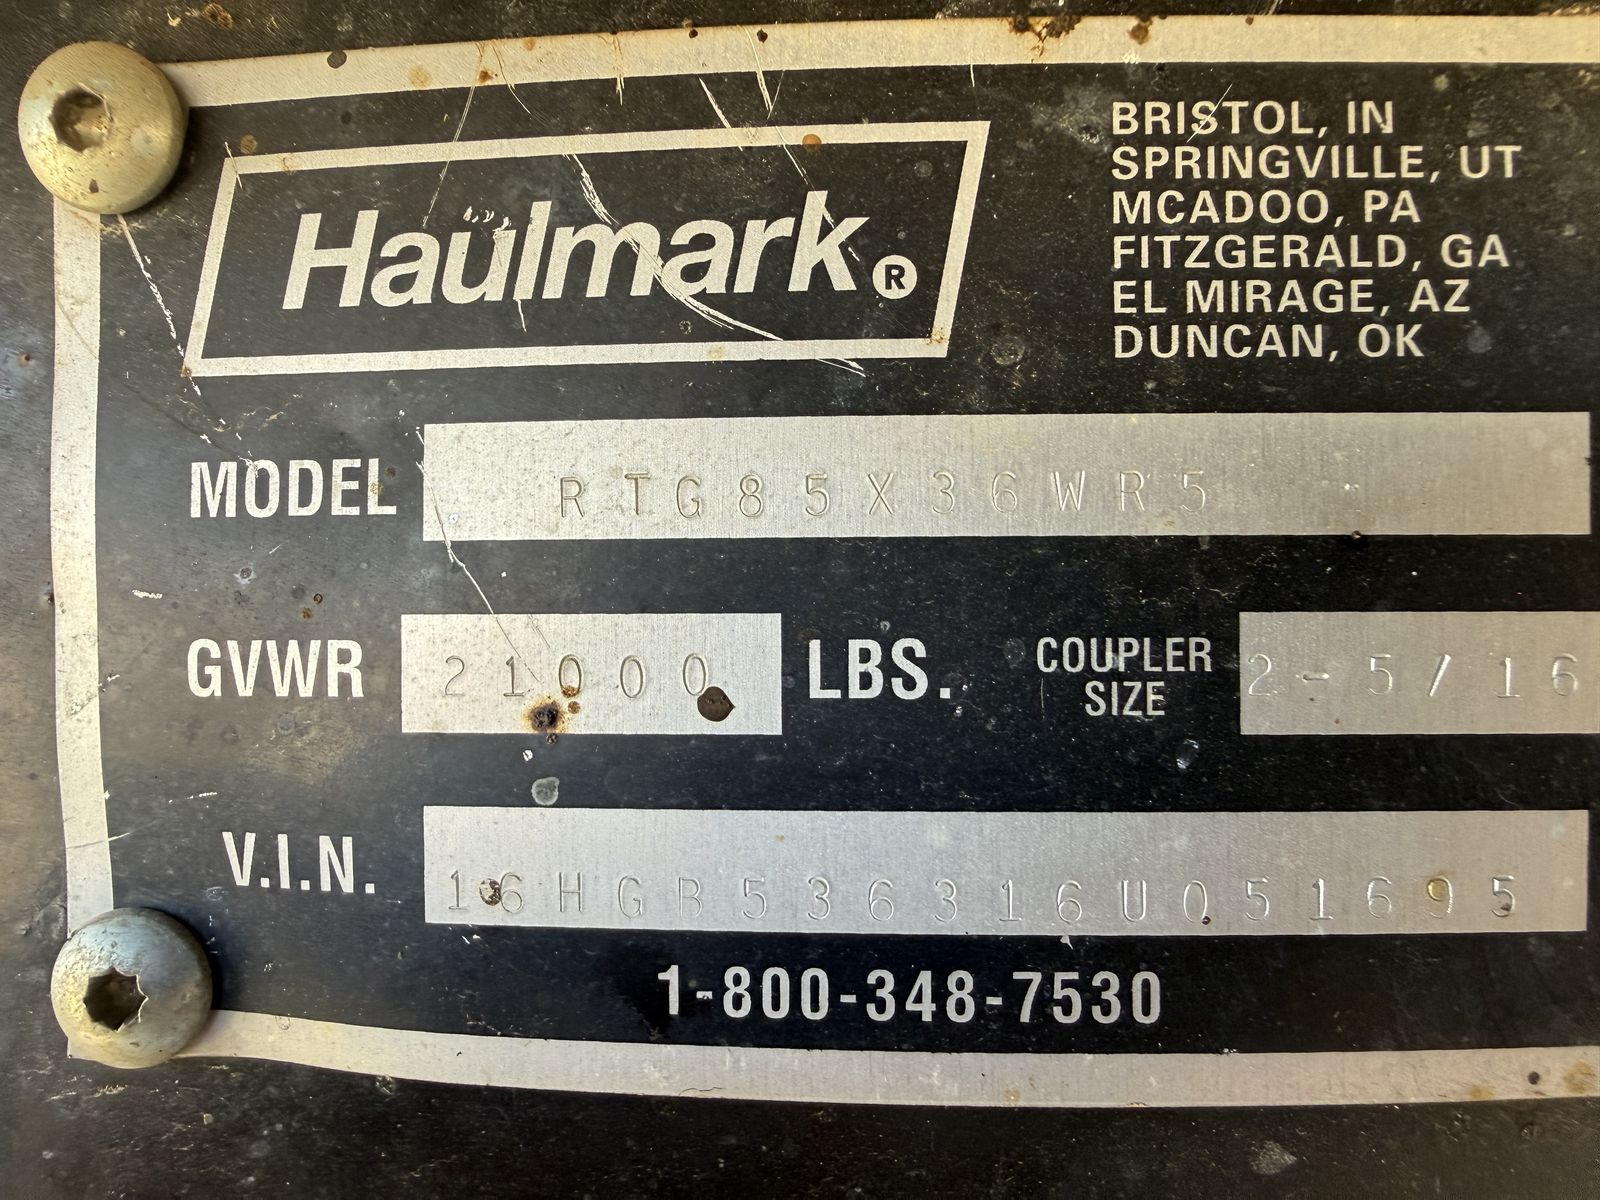 Haulmark®
BRISTOL, IN
SPRINGVILLE, UT
MCADOO, PA
FITZGERALD, GA
EL MIRAGE, AZ
DUNCAN, OK
MODEL RTG85X36WR5
GVWR 21000 LBS. COUPLER SIZE 2-5/16
V.I.N. 16HGB536316U051695
1-800-348-7530